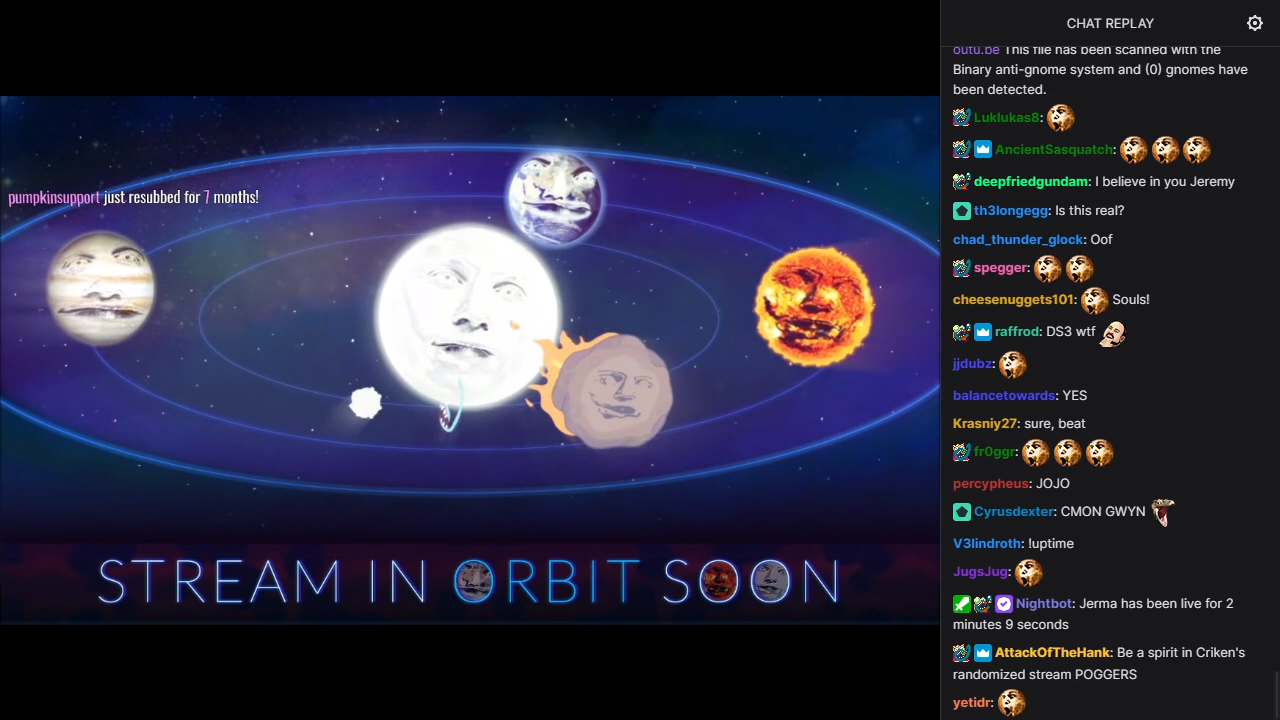 CHAT REPLAY
outu.be This file has been scanned with the
Binary anti-gnome system and (0) gnomes have
been detected.
Luklukas8:
AncientSasquatch:
deepfriedgundam: I believe in you Jeremy
th3longegg: Is this real?
chad_thunder_glock: Oof
spegger:
cheesenuggets101: Souls!
raffrod: DS3 wtf
jjdubz:
balancetowards: YES
Krasniy27: sure, beat
fr0ggr:
percypheus: JOJO
Cyrusdexter: CMON GWYN
V3lindroth: !uptime
JugsJug:
Nightbot: Jerma has been live for 2
minutes 9 seconds
AttackOfTheHank: Be a spirit in Criken's
randomized stream POGGERS
yetidr:
pumpkinsupport just resubbed for 7 months!
STREAM IN ORBIT SOON